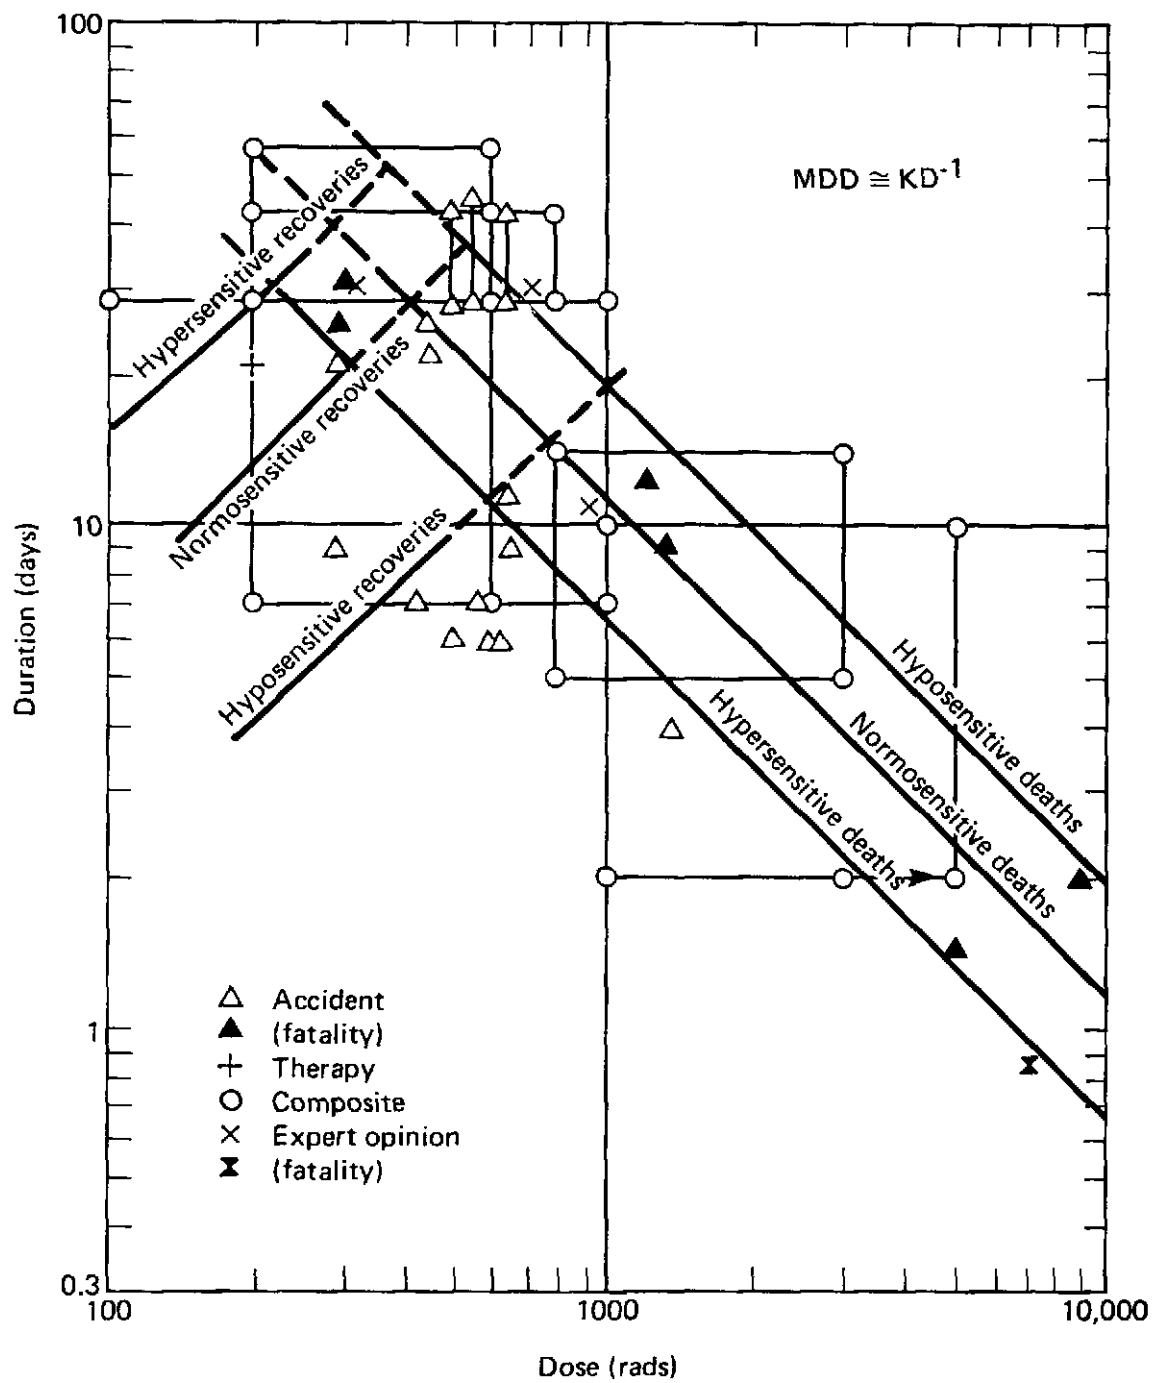 100
MDD ≅ KD⁻¹
Hypersensitive recoveries
Normosensitive recoveries
Hyposensitive recoveries
10
Duration (days)
Hyposensitive deaths
Normosensitive deaths
Hypersensitive deaths
1
Accident
(fatality)
Therapy
Composite
Expert opinion
(fatality)
0.3
100
1000
10,000
Dose (rads)